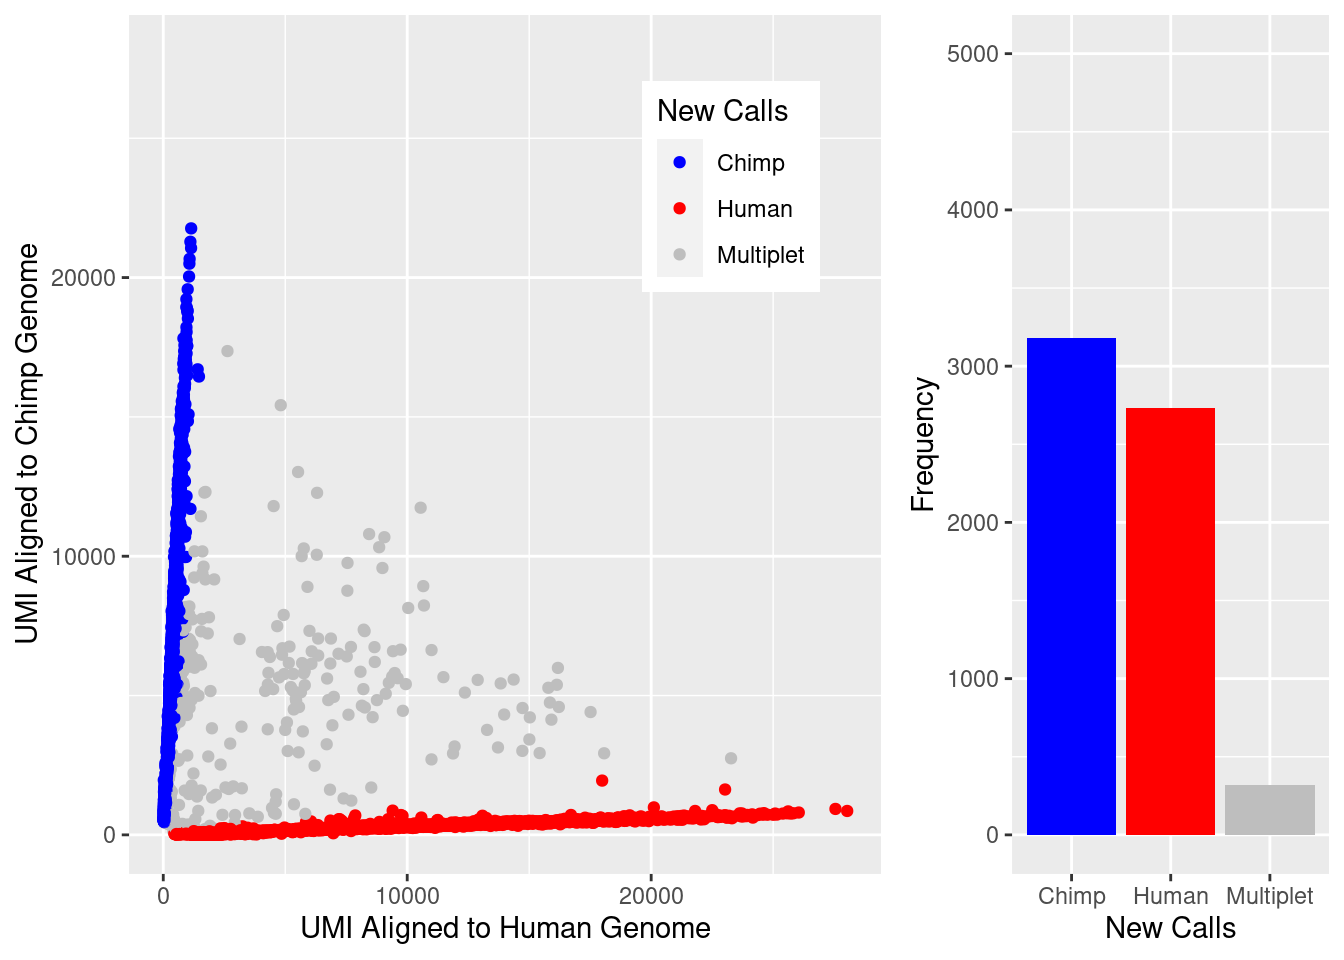 New Calls
Chimp
Human
Multiplet
UMI Aligned to Chimp Genome
20000
10000
0
0
10000
20000
UMI Aligned to Human Genome
Frequency
5000
4000
3000
2000
1000
0
Chimp
Human
Multiplet
New Calls